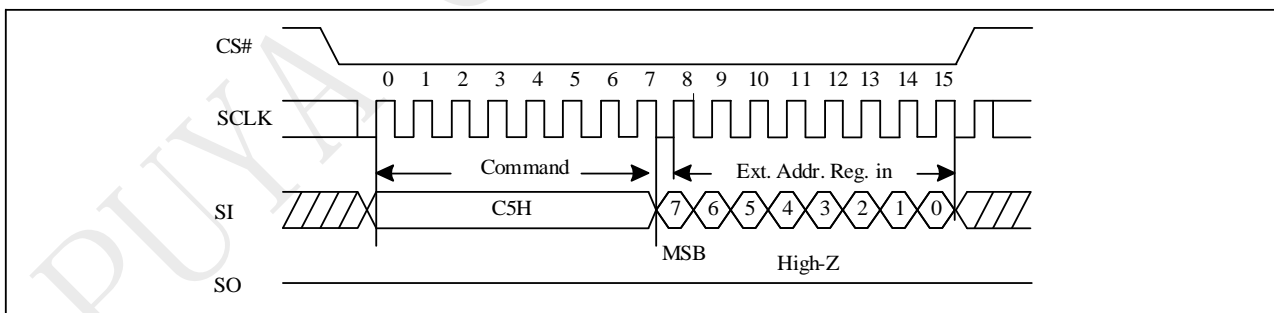 CS#
0 1 2 3 4 5 6 7 8 9 10 11 12 13 14 15
SCLK
Command Ext. Addr. Reg. in
SI C5H 7 6 5 4 3 2 1 0
MSB High-Z
SO
PUYA